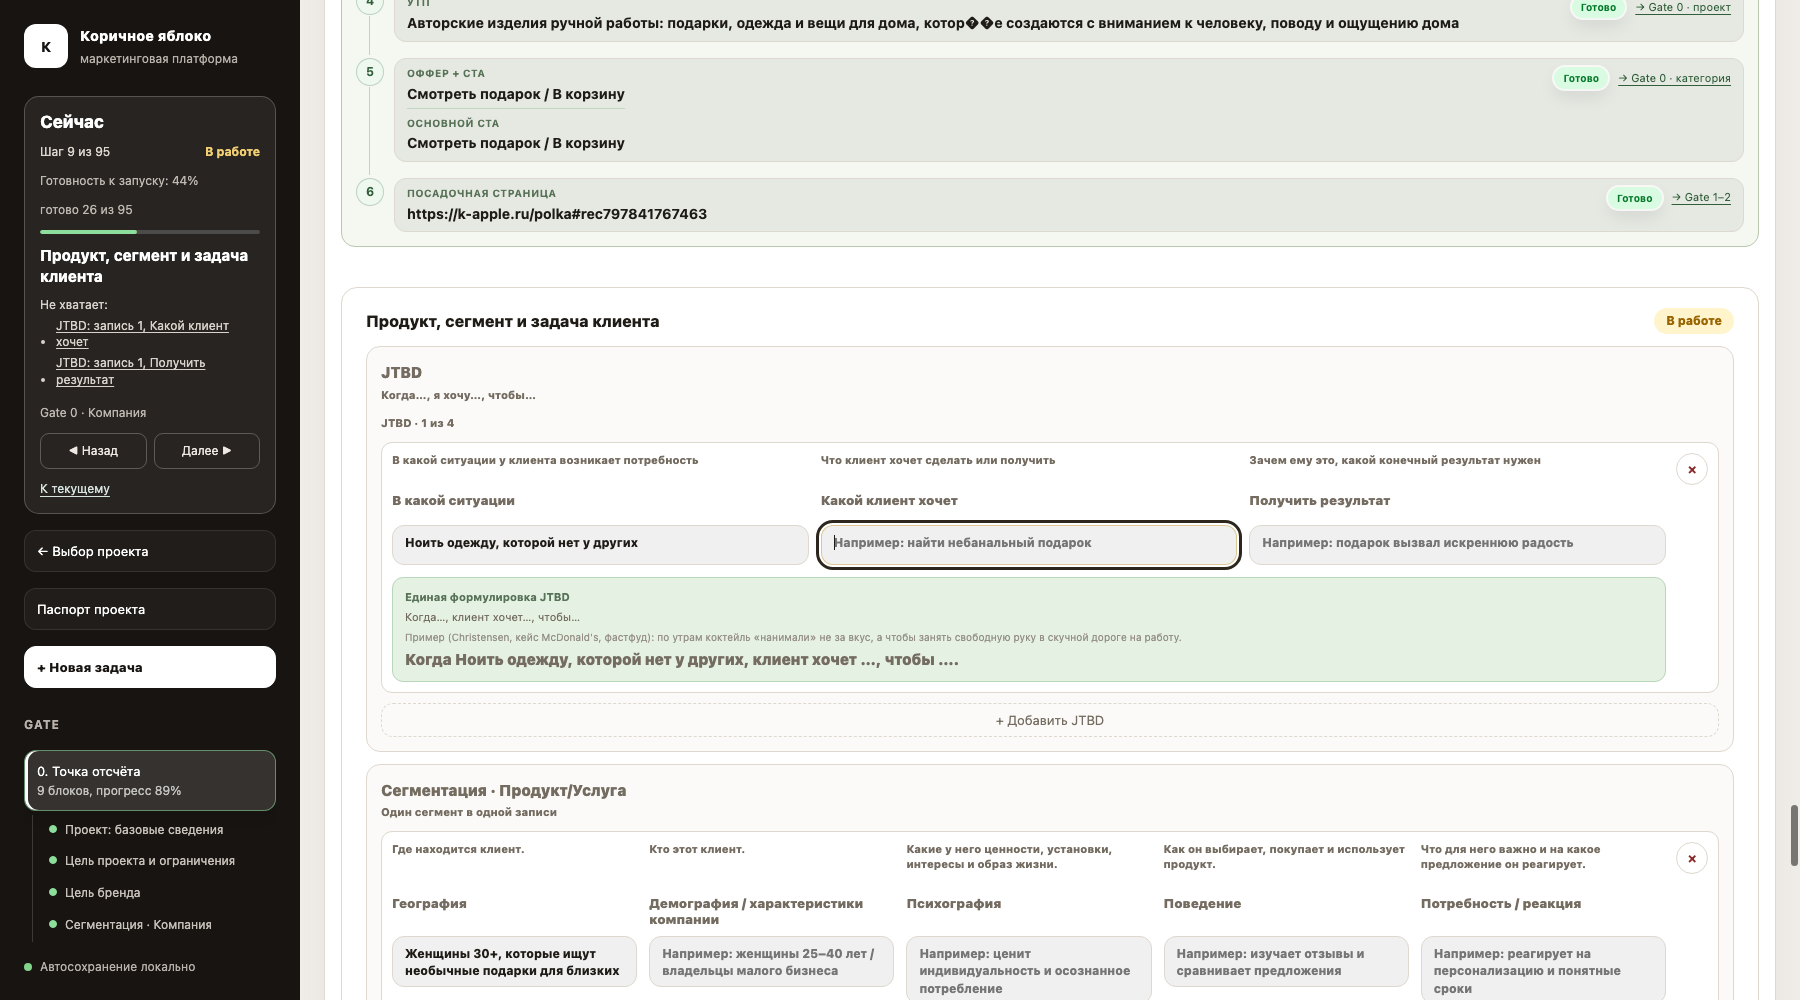 К
Коричное яблоко
маркетинговая платформа
Сейчас
Шаг 9 из 95
В работе
Готовность к запуску: 44%
готово 26 из 95
Продукт, сегмент и задача
клиента
Не хватает:
JTBD: запись 1, Какой клиент
хочет
JTBD: запись 1, Получить
результат
Gate 0 · Компания
◀ Назад
Далее ▶
К текущему
← Выбор проекта
Паспорт проекта
+ Новая задача
GATE
0. Точка отсчёта
9 блоков, прогресс 89%
Проект: базовые сведения
Цель проекта и ограничения
Цель бренда
Сегментация · Компания
Автосохранение локально
4
УТП
Авторские изделия ручной работы: подарки, одежда и вещи для дома, котор��е создаются с вниманием к человеку, поводу и ощущению дома
Готово
→ Gate 0 · проект
5
ОФФЕР + СТА
Смотреть подарок / В корзину
Готово
→ Gate 0 · категория
ОСНОВНОЙ СТА
Смотреть подарок / В корзину
6
ПОСАДОЧНАЯ СТРАНИЦА
https://k-apple.ru/polka#rec797841767463
Готово
→ Gate 1–2
Продукт, сегмент и задача клиента
В работе
JTBD
Когда..., я хочу..., чтобы...
JTBD · 1 из 4
В какой ситуации у клиента возникает потребность
Что клиент хочет сделать или получить
Зачем ему это, какой конечный результат нужен
×
В какой ситуации
Какой клиент хочет
Получить результат
Ноить одежду, которой нет у других
Например: найти небанальный подарок
Например: подарок вызвал искреннюю радость
Единая формулировка JTBD
Когда..., клиент хочет..., чтобы...
Пример (Christensen, кейс McDonald's, фастфуд): по утрам коктейль «нанимали» не за вкус, а чтобы занять свободную руку в скучной дороге на работу.
Когда Ноить одежду, которой нет у других, клиент хочет ..., чтобы ....
+ Добавить JTBD
Сегментация · Продукт/Услуга
Один сегмент в одной записи
Где находится клиент.
Кто этот клиент.
Какие у него ценности, установки,
интересы и образ жизни.
Как он выбирает, покупает и использует
продукт.
Что для него важно и на какое
предложение он реагирует.
×
География
Демография / характеристики
компании
Психография
Поведение
Потребность / реакция
Женщины 30+, которые ищут
необычные подарки для близких
Например: женщины 25–40 лет /
владельцы малого бизнеса
Например: ценит
индивидуальность и осознанное
потребление
Например: изучает отзывы и
сравнивает предложения
Например: реагирует на
персонализацию и понятные
сроки